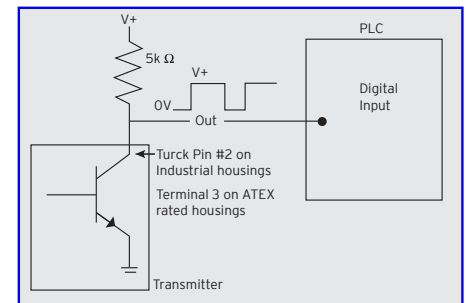 V+
PLC
5k Ω
V+
0V
Out
Digital
Input
Turck Pin #2 on
Industrial housings
Terminal 3 on ATEX
rated housings
Transmitter